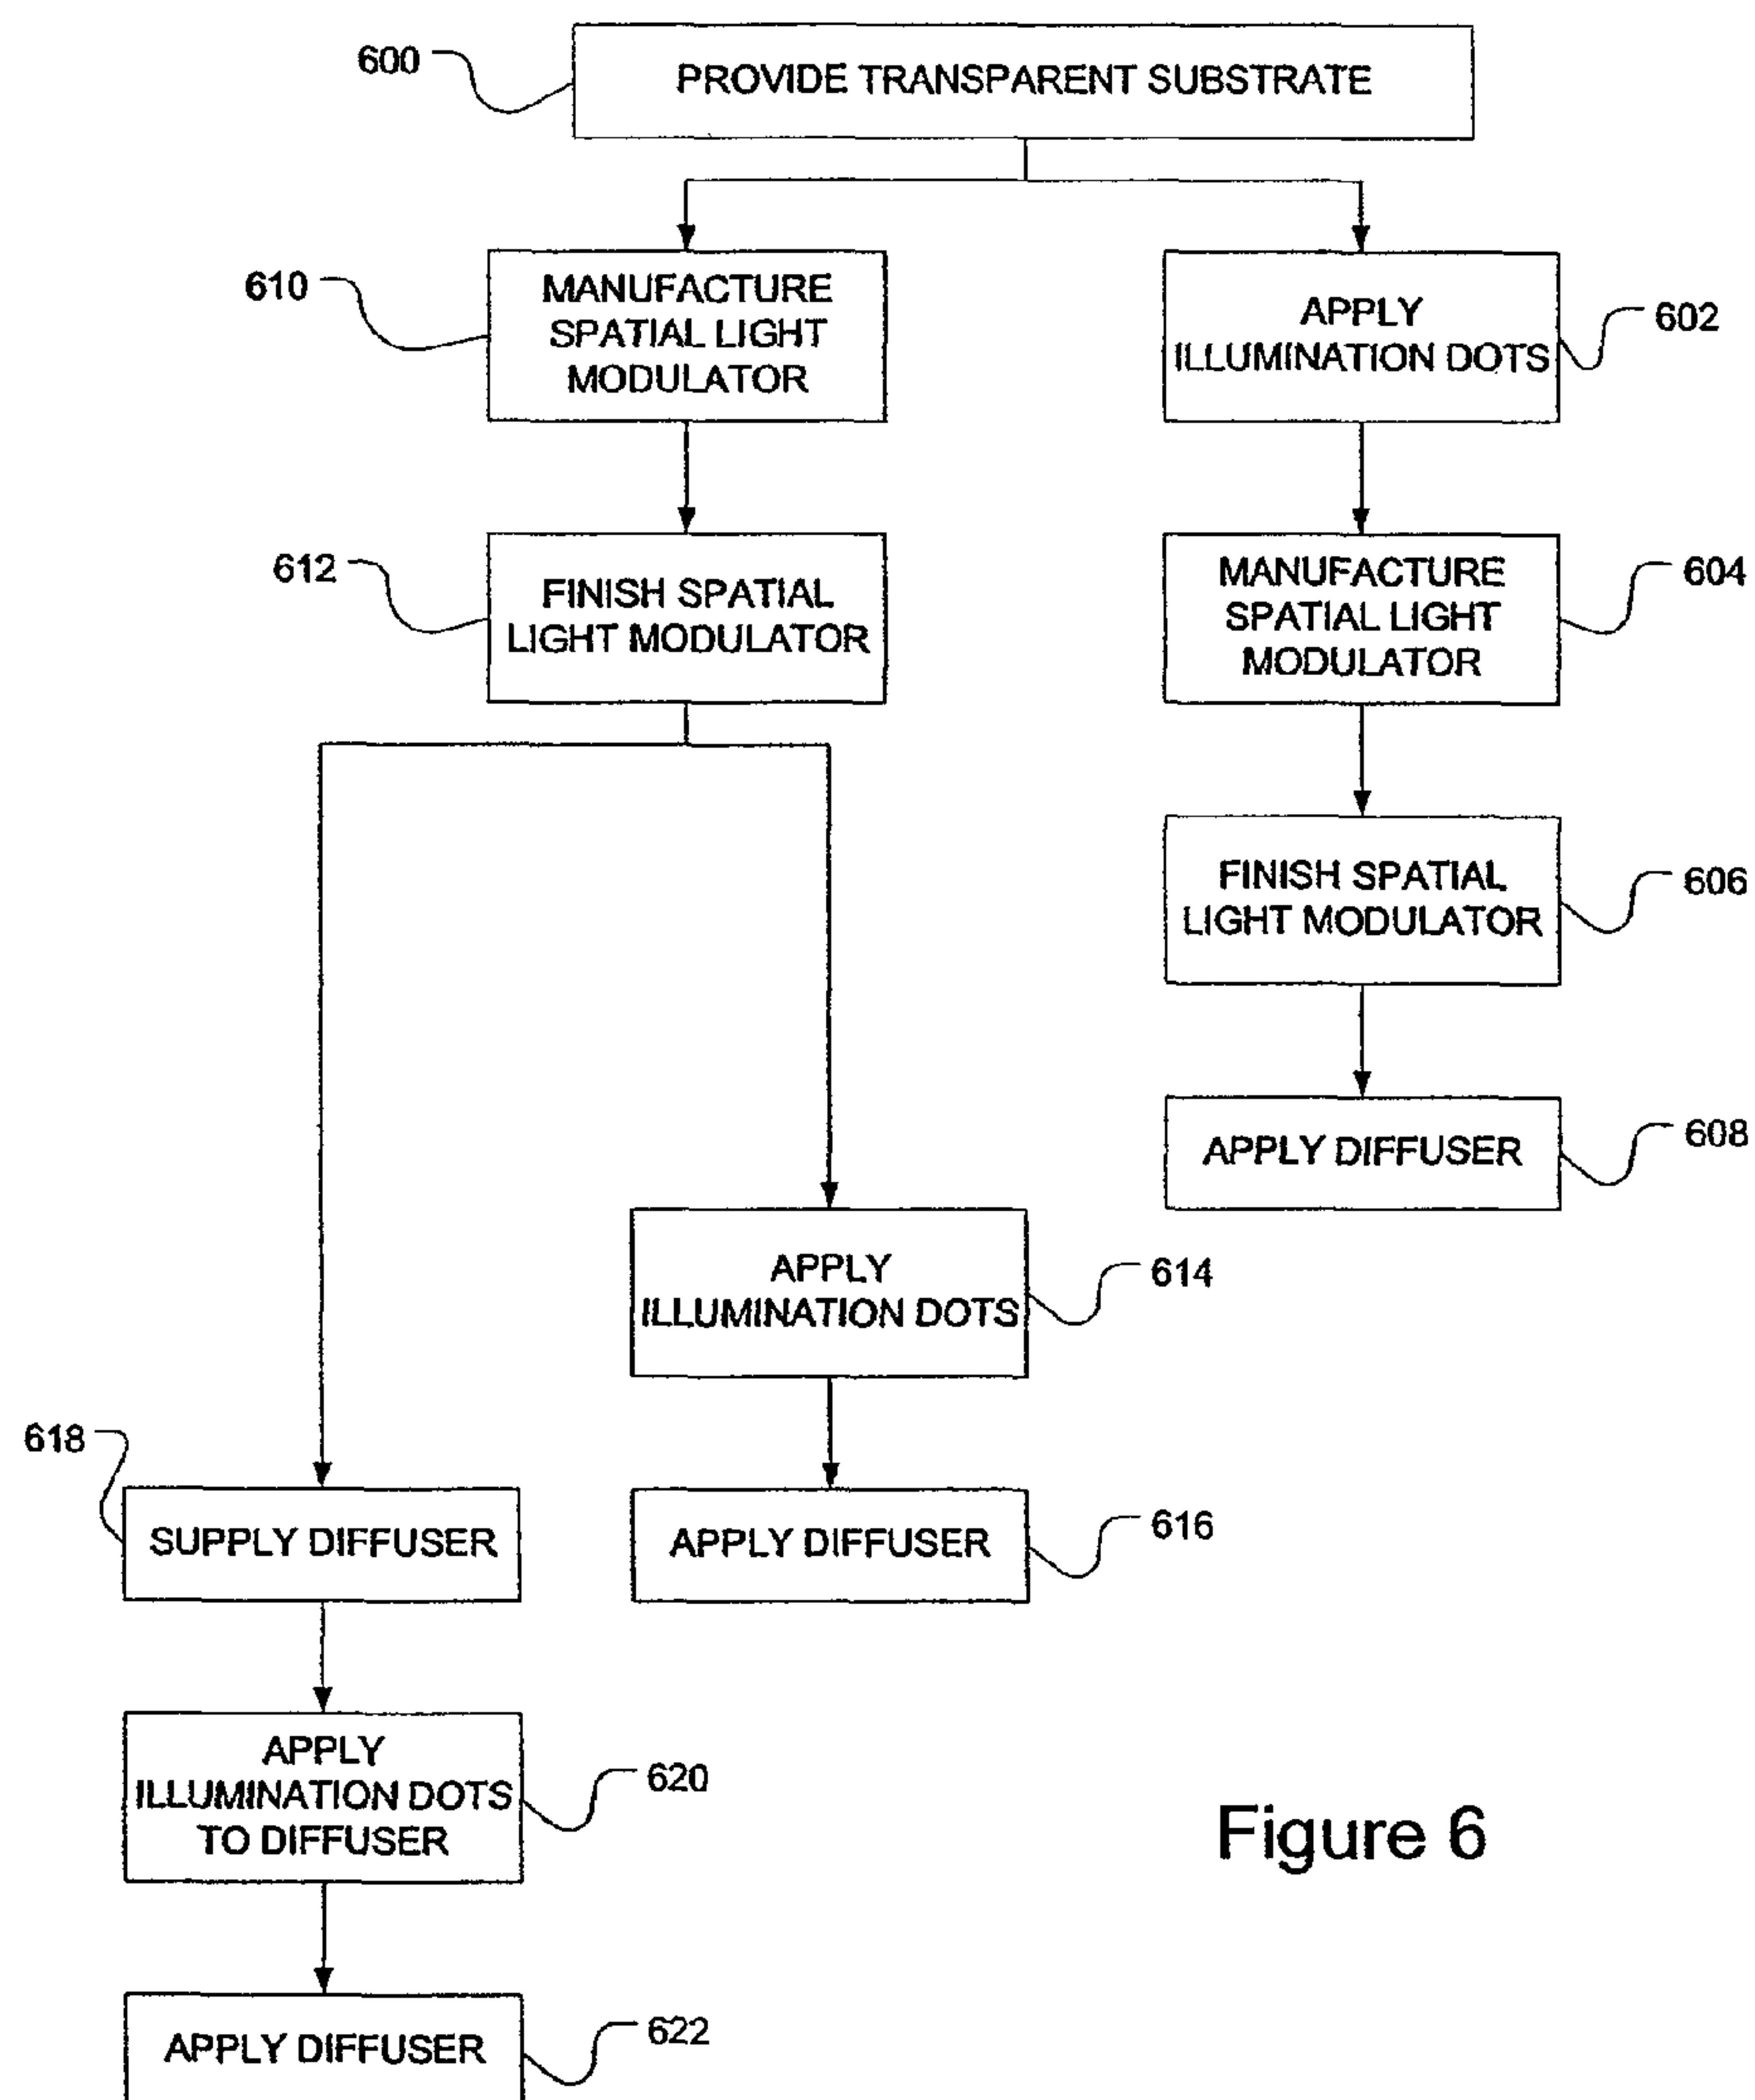 600
PROVIDE TRANSPARENT SUBSTRATE
610
MANUFACTURE
SPATIAL LIGHT
MODULATOR
APPLY
ILLUMINATION DOTS
602
612
FINISH SPATIAL
LIGHT MODULATOR
MANUFACTURE
SPATIAL LIGHT
MODULATOR
604
FINISH SPATIAL
LIGHT MODULATOR
606
APPLY DIFFUSER
608
APPLY
ILLUMINATION DOTS
614
618
SUPPLY DIFFUSER
APPLY DIFFUSER
616
APPLY
ILLUMINATION DOTS
TO DIFFUSER
620
Figure 6
APPLY DIFFUSER
622